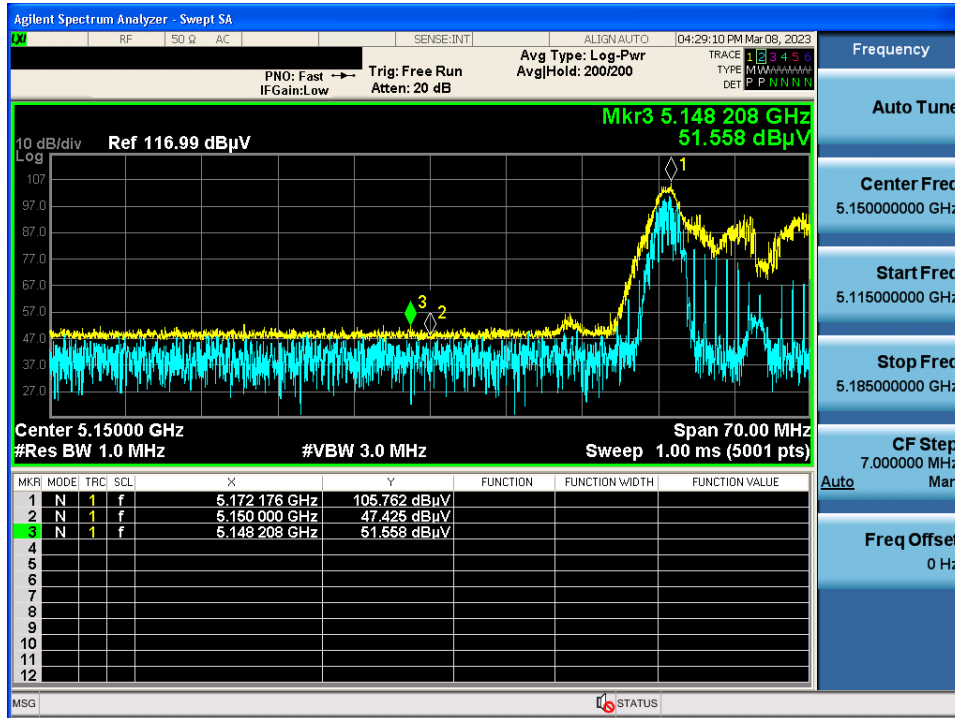 Agilent Spectrum Analyzer - Swept SA
LXI RF 50 Ω AC SENSE:INT ALIGN AUTO 04:29:10 PM Mar 08, 2023
PNO: Fast Trig: Free Run Avg Type: Log-Pwr TRACE 1 2 3 4 5 6
IFGain:Low Atten: 20 dB Avg|Hold: 200/200 TYPE M WWWWW
DET P P N N N N
Mkr3 5.148 208 GHz
10 dB/div Ref 116.99 dBµV 51.558 dBµV
Log
107
97.0
87.0
77.0
67.0
57.0
47.0
37.0
27.0
1
3
2
Center 5.15000 GHz Span 70.00 MHz
#Res BW 1.0 MHz #VBW 3.0 MHz Sweep 1.00 ms (5001 pts)
MKR MODE TRC SCL X Y FUNCTION FUNCTION WIDTH FUNCTION VALUE
1 N 1 f 5.172 176 GHz 105.762 dBµV
2 N 1 f 5.150 000 GHz 47.425 dBµV
3 N 1 f 5.148 208 GHz 51.558 dBµV
4
5
6
7
8
9
10
11
12
MSG STATUS
Frequency
Auto Tune
Center Freq
5.150000000 GHz
Start Freq
5.115000000 GHz
Stop Freq
5.185000000 GHz
CF Step
7.000000 MHz
Auto Man
Freq Offset
0 Hz